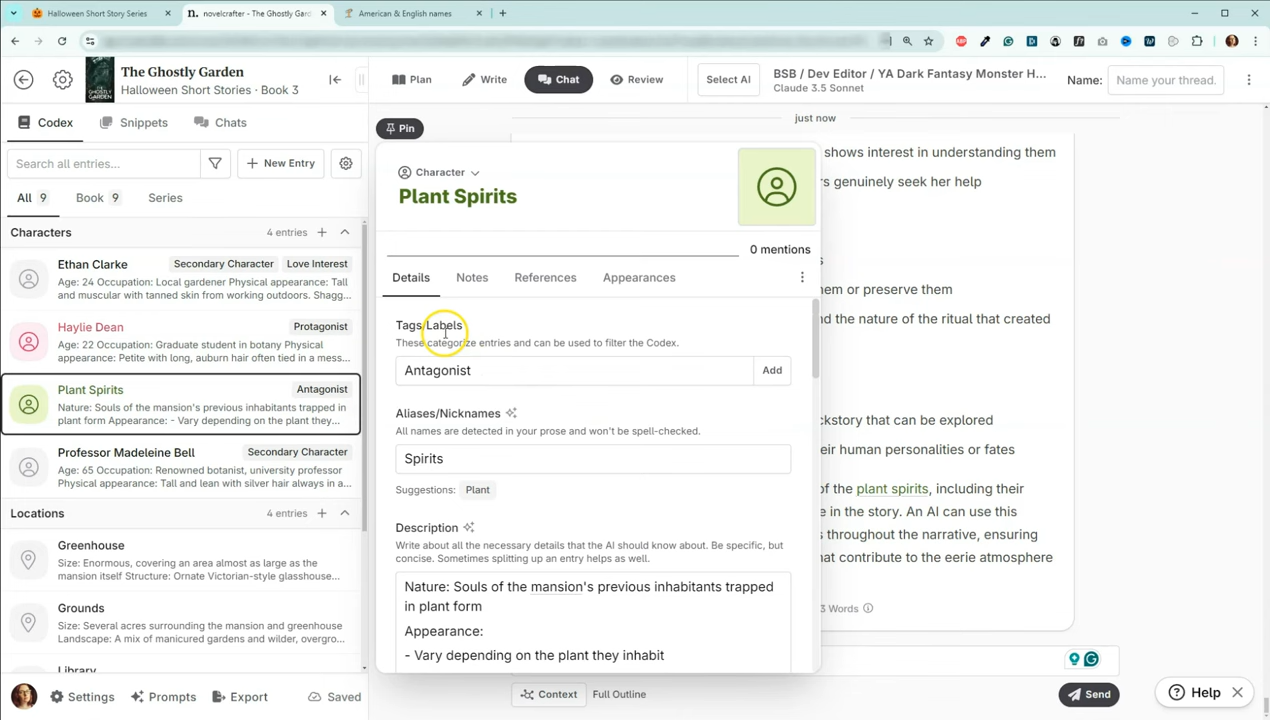 Halloween Short Story Series
n. novelcrafter - The Ghostly Gard
American & English names
The Ghostly Garden
Halloween Short Stories · Book 3
Plan
Write
Chat
Review
Select AI
BSB / Dev Editor / YA Dark Fantasy Monster H...
Claude 3.5 Sonnet
Name:
Name your thread.
Codex
Snippets
Chats
Search all entries...
+ New Entry
All 9
Book 9
Series
Characters
4 entries
Ethan Clarke
Secondary Character
Love Interest
Age: 24 Occupation: Local gardener Physical appearance: Tall
and muscular with tanned skin from working outdoors. Shagg...
Haylie Dean
Protagonist
Age: 22 Occupation: Graduate student in botany Physical
appearance: Petite with long, auburn hair often tied in a mess...
Plant Spirits
Antagonist
Nature: Souls of the mansion's previous inhabitants trapped in
plant form Appearance: - Vary depending on the plant they...
Professor Madeleine Bell
Secondary Character
Age: 65 Occupation: Renowned botanist, university professor
Physical appearance: Tall and lean with silver hair always in a...
Locations
4 entries
Greenhouse
Size: Enormous, covering an area almost as large as the
mansion itself Structure: Ornate Victorian-style glasshouse...
Grounds
Size: Several acres surrounding the mansion and greenhouse
Landscape: A mix of manicured gardens and wilder, overgro...
Library
Settings
Prompts
Export
Saved
Pin
Character
Plant Spirits
0 mentions
Details
Notes
References
Appearances
Tags/Labels
These categorize entries and can be used to filter the Codex.
Antagonist
Add
Aliases/Nicknames
All names are detected in your prose and won't be spell-checked.
Spirits
Suggestions: Plant
Description
Write about all the necessary details that the AI should know about. Be specific, but
concise. Sometimes splitting up an entry helps as well.
Nature: Souls of the mansion's previous inhabitants trapped
in plant form
Appearance:
- Vary depending on the plant they inhabit
just now
shows interest in understanding them
rs genuinely seek her help
s
em or preserve them
nd the nature of the ritual that created
ckstory that can be explored
heir human personalities or fates
of the plant spirits, including their
e in the story. An AI can use this
s throughout the narrative, ensuring
that contribute to the eerie atmosphere
3 Words
Context
Full Outline
Send
Help